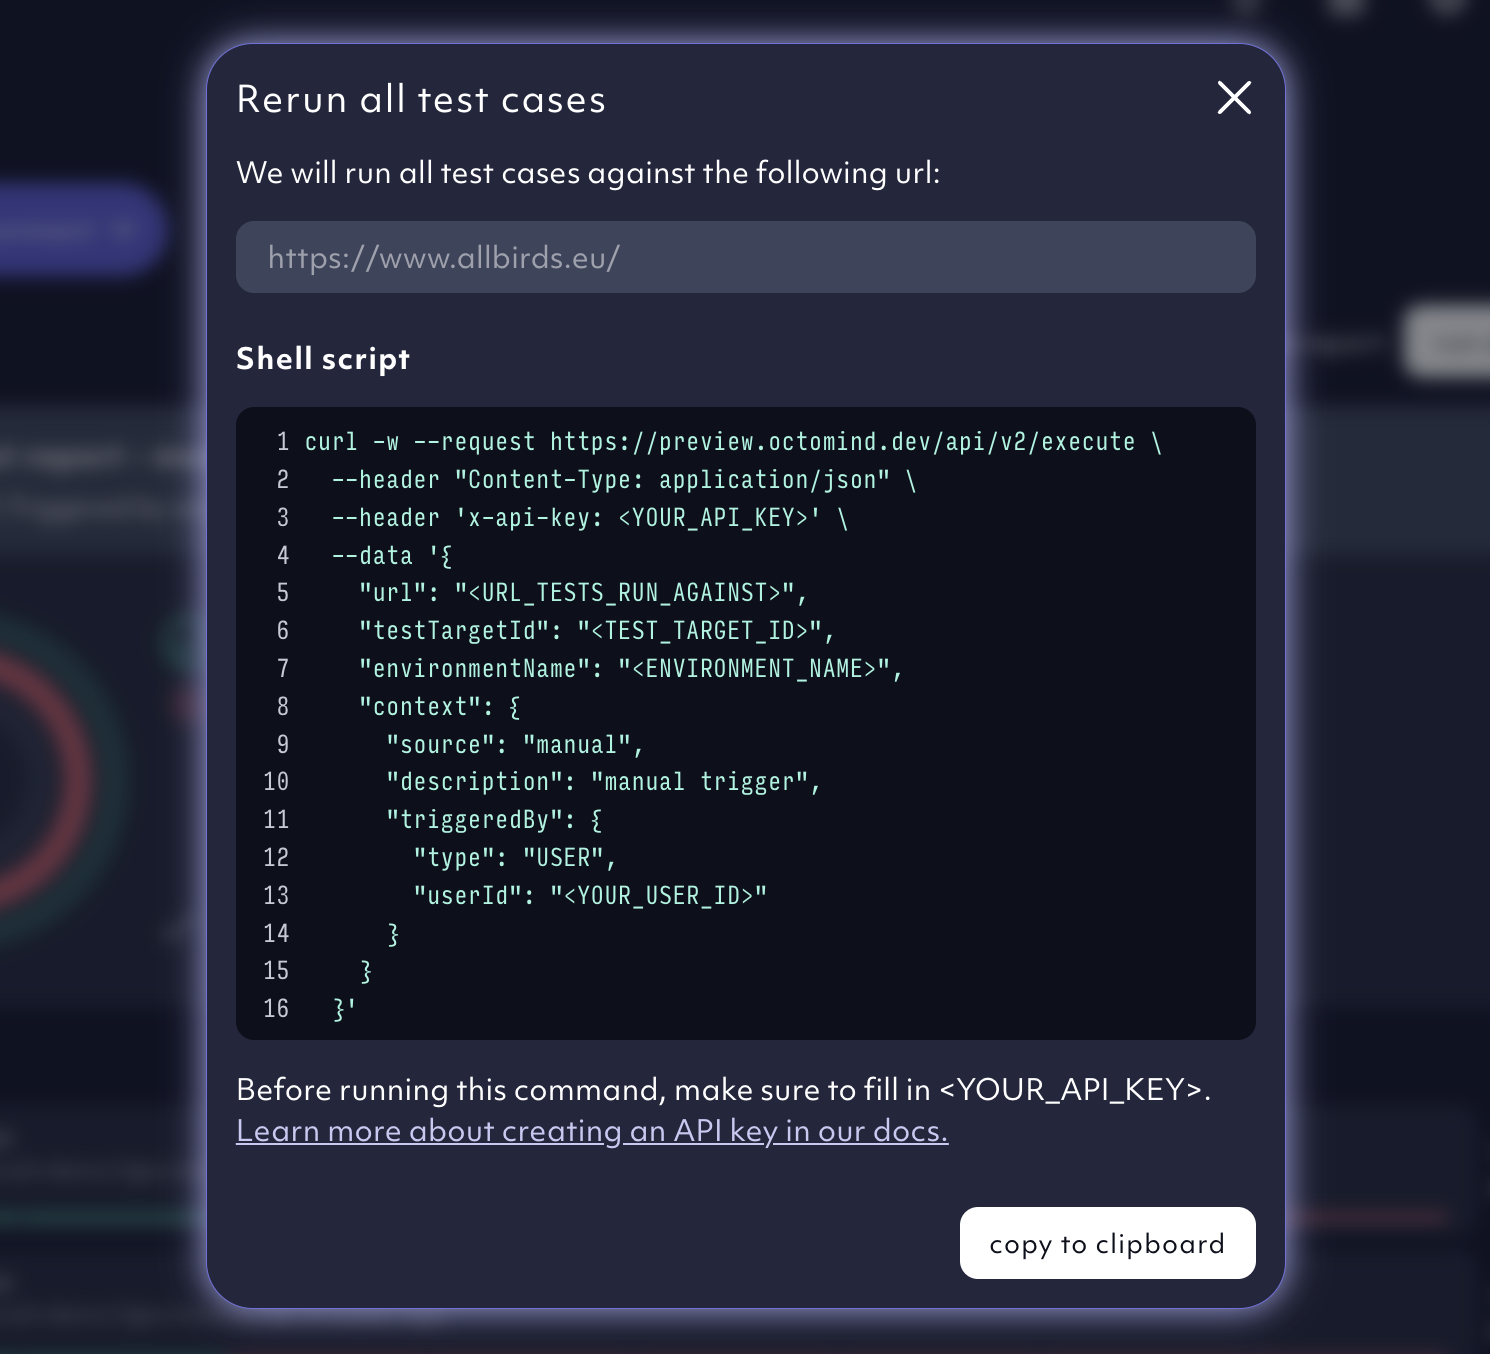 Rerun all test cases
We will run all test cases against the following url:
https://www.allbirds.eu/
Shell script
1 curl -w --request https://preview.octomind.dev/api/v2/execute \
2   --header "Content-Type: application/json" \
3   --header 'x-api-key: <YOUR_API_KEY>' \
4   --data '{
5     "url": "<URL_TESTS_RUN_AGAINST>",
6     "testTargetId": "<TEST_TARGET_ID>",
7     "environmentName": "<ENVIRONMENT_NAME>",
8     "context": {
9       "source": "manual",
10       "description": "manual trigger",
11       "triggeredBy": {
12         "type": "USER",
13         "userId": "<YOUR_USER_ID>"
14       }
15     }
16   }'
Before running this command, make sure to fill in <YOUR_API_KEY>.
Learn more about creating an API key in our docs.
copy to clipboard